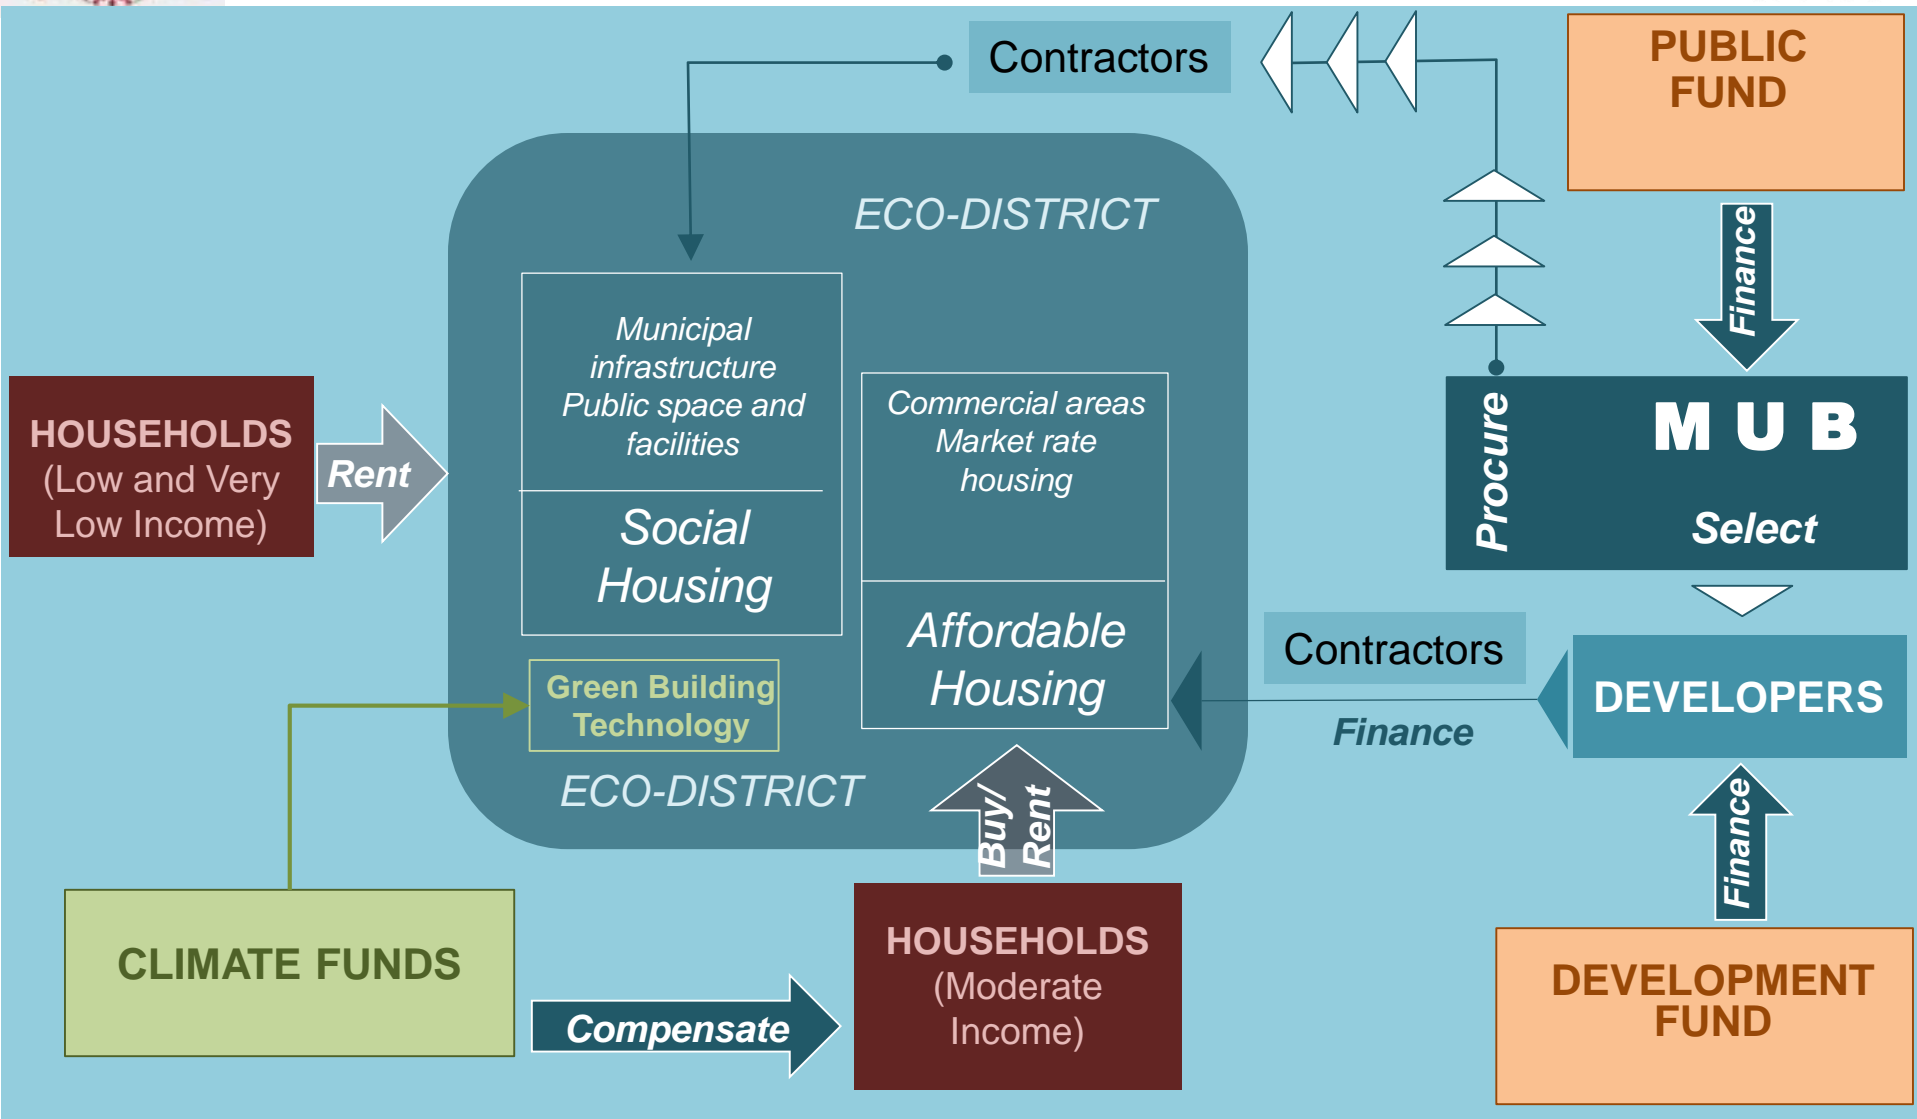 Contractors
PUBLIC
FUND
ECO-DISTRICT
Finance
Municipal
infrastructure
Public space and
facilities
Social
Housing
Commercial areas
Market rate
housing
Affordable
Housing
HOUSEHOLDS
(Low and Very
Low Income)
Rent
Procure
M U B
Select
Contractors
Finance
DEVELOPERS
Green Building
Technology
ECO-DISTRICT
Buy/
Rent
Finance
CLIMATE FUNDS
Compensate
HOUSEHOLDS
(Moderate
Income)
DEVELOPMENT
FUND